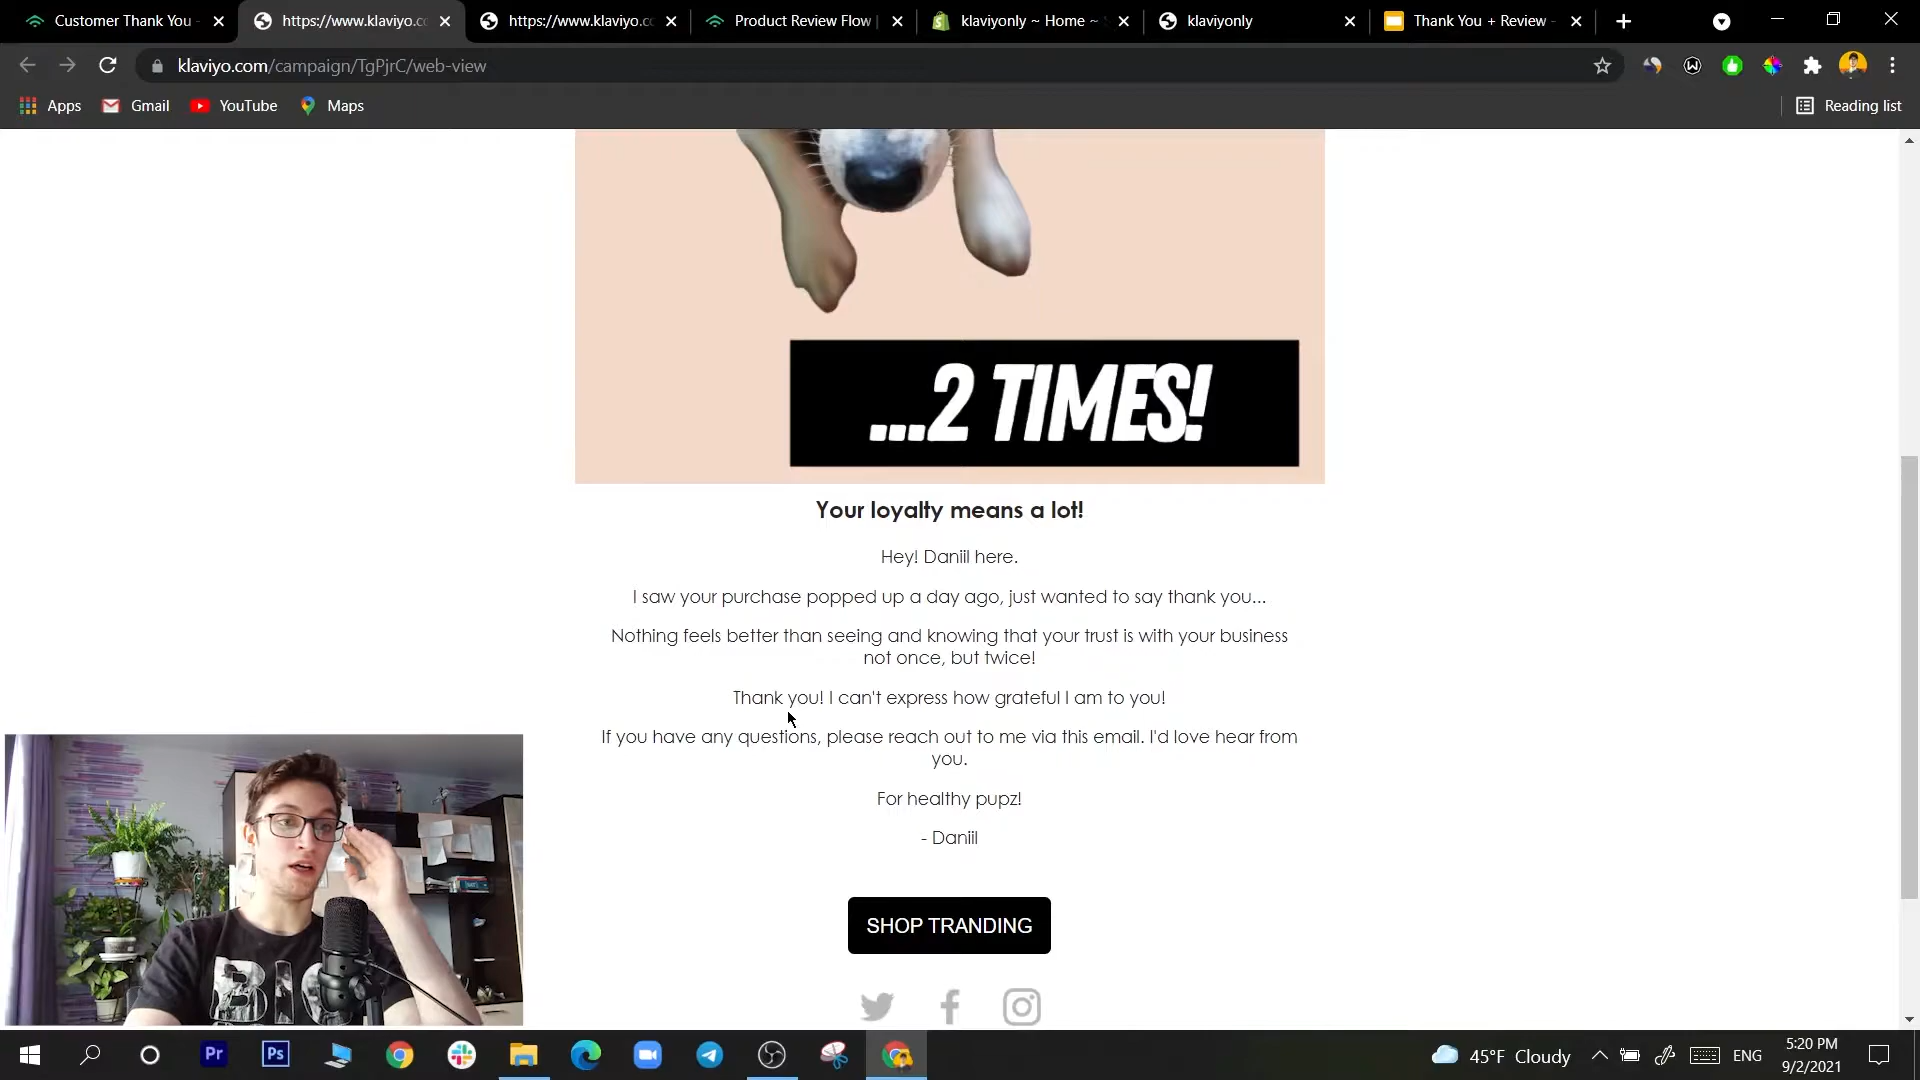 Customer Thank You -
https://www.klaviyo.co
https://www.klaviyo.co
Product Review Flow |
klaviyonly ~ Home ~
klaviyonly
Thank You + Review -
klaviyo.com/campaign/TgPjrC/web-view
Apps
Gmail
YouTube
Maps
Reading list
...2 TIMES!
Your loyalty means a lot!
Hey! Daniil here.
I saw your purchase popped up a day ago, just wanted to say thank you...
Nothing feels better than seeing and knowing that your trust is with your business
not once, but twice!
Thank you! I can't express how grateful I am to you!
If you have any questions, please reach out to me via this email. I'd love hear from
you.
For healthy pupz!
- Daniil
SHOP TRANDING
BIG
Pr
Ps
45°F Cloudy
ENG
5:20 PM
9/2/2021